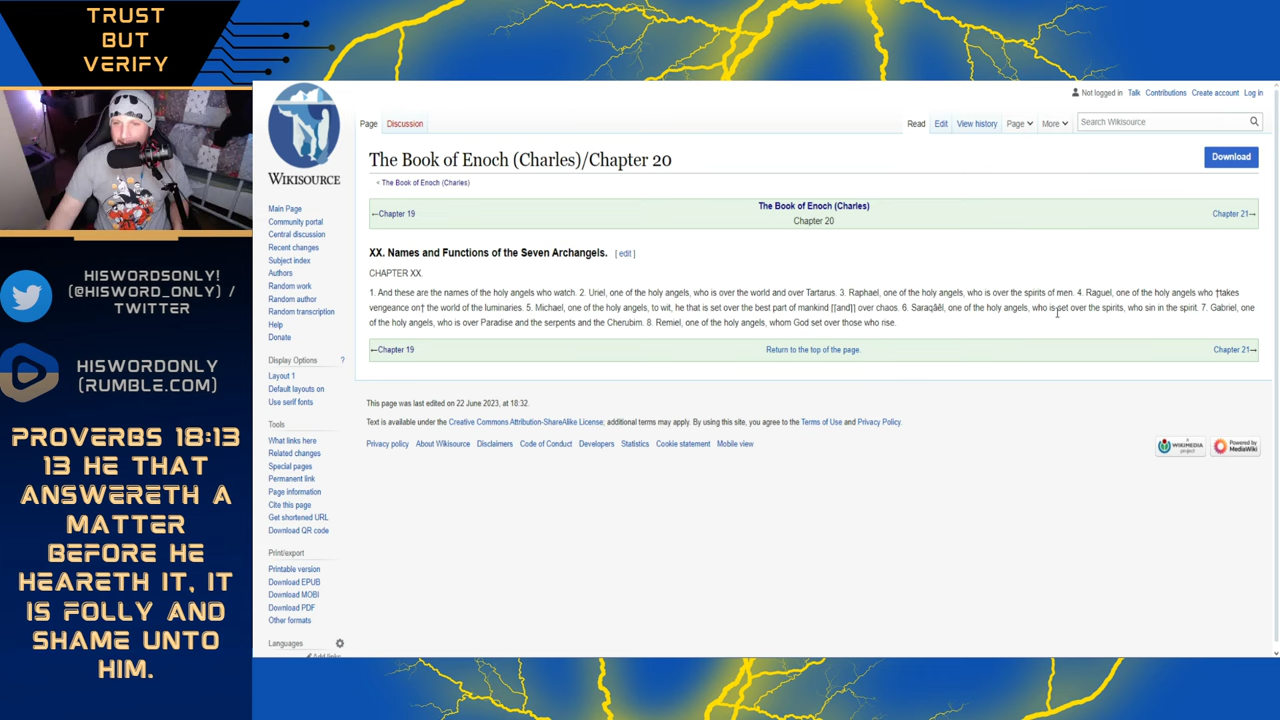 TRUST
BUT
VERIFY
HISWORDSONLY!
(@HISWORD_ONLY) /
TWITTER
HISWORDONLY
(RUMBLE.COM)
PROVERBS 18:13
13 HE THAT
ANSWERETH A
MATTER
BEFORE HE
HEARETH IT, IT
IS FOLLY AND
SHAME UNTO
HIM.
WIKISOURCE
Main Page
Community portal
Central discussion
Recent changes
Subject index
Authors
Random work
Random author
Random transcription
Help
Donate
Display Options ?
Layout 1
Default layouts on
Use serif fonts
Tools
What links here
Related changes
Special pages
Permanent link
Page information
Cite this page
Get shortened URL
Download QR code
Print/export
Printable version
Download EPUB
Download MOBI
Download PDF
Other formats
Languages
Add links
Not logged in Talk Contributions Create account Log in
Page Discussion Read Edit View history Page More Search Wikisource
The Book of Enoch (Charles)/Chapter 20
Download
< The Book of Enoch (Charles)
←Chapter 19 The Book of Enoch (Charles) Chapter 21→
Chapter 20
XX. Names and Functions of the Seven Archangels. [ edit ]
CHAPTER XX.
1. And these are the names of the holy angels who watch. 2. Uriel, one of the holy angels, who is over the world and over Tartarus. 3. Raphael, one of the holy angels, who is over the spirits of men. 4. Raguel, one of the holy angels who †takes
vengeance on† the world of the luminaries. 5. Michael, one of the holy angels, to wit, he that is set over the best part of mankind [[and]] over chaos. 6. Saraqâêl, one of the holy angels, who is set over the spirits, who sin in the spirit. 7. Gabriel, one
of the holy angels, who is over Paradise and the serpents and the Cherubim. 8. Remiel, one of the holy angels, whom God set over those who rise.
←Chapter 19 Return to the top of the page. Chapter 21→
This page was last edited on 22 June 2023, at 18:32.
Text is available under the Creative Commons Attribution-ShareAlike License; additional terms may apply. By using this site, you agree to the Terms of Use and Privacy Policy.
Privacy policy About Wikisource Disclaimers Code of Conduct Developers Statistics Cookie statement Mobile view
WIKIMEDIA
project
Powered by
MediaWiki